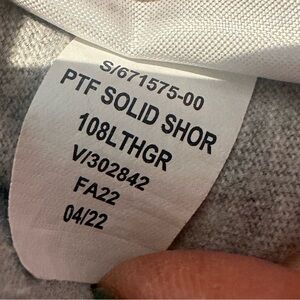 S/671575-00
PTF SOLID SHOR
108LTHGR
V/302842
FA22
04/22